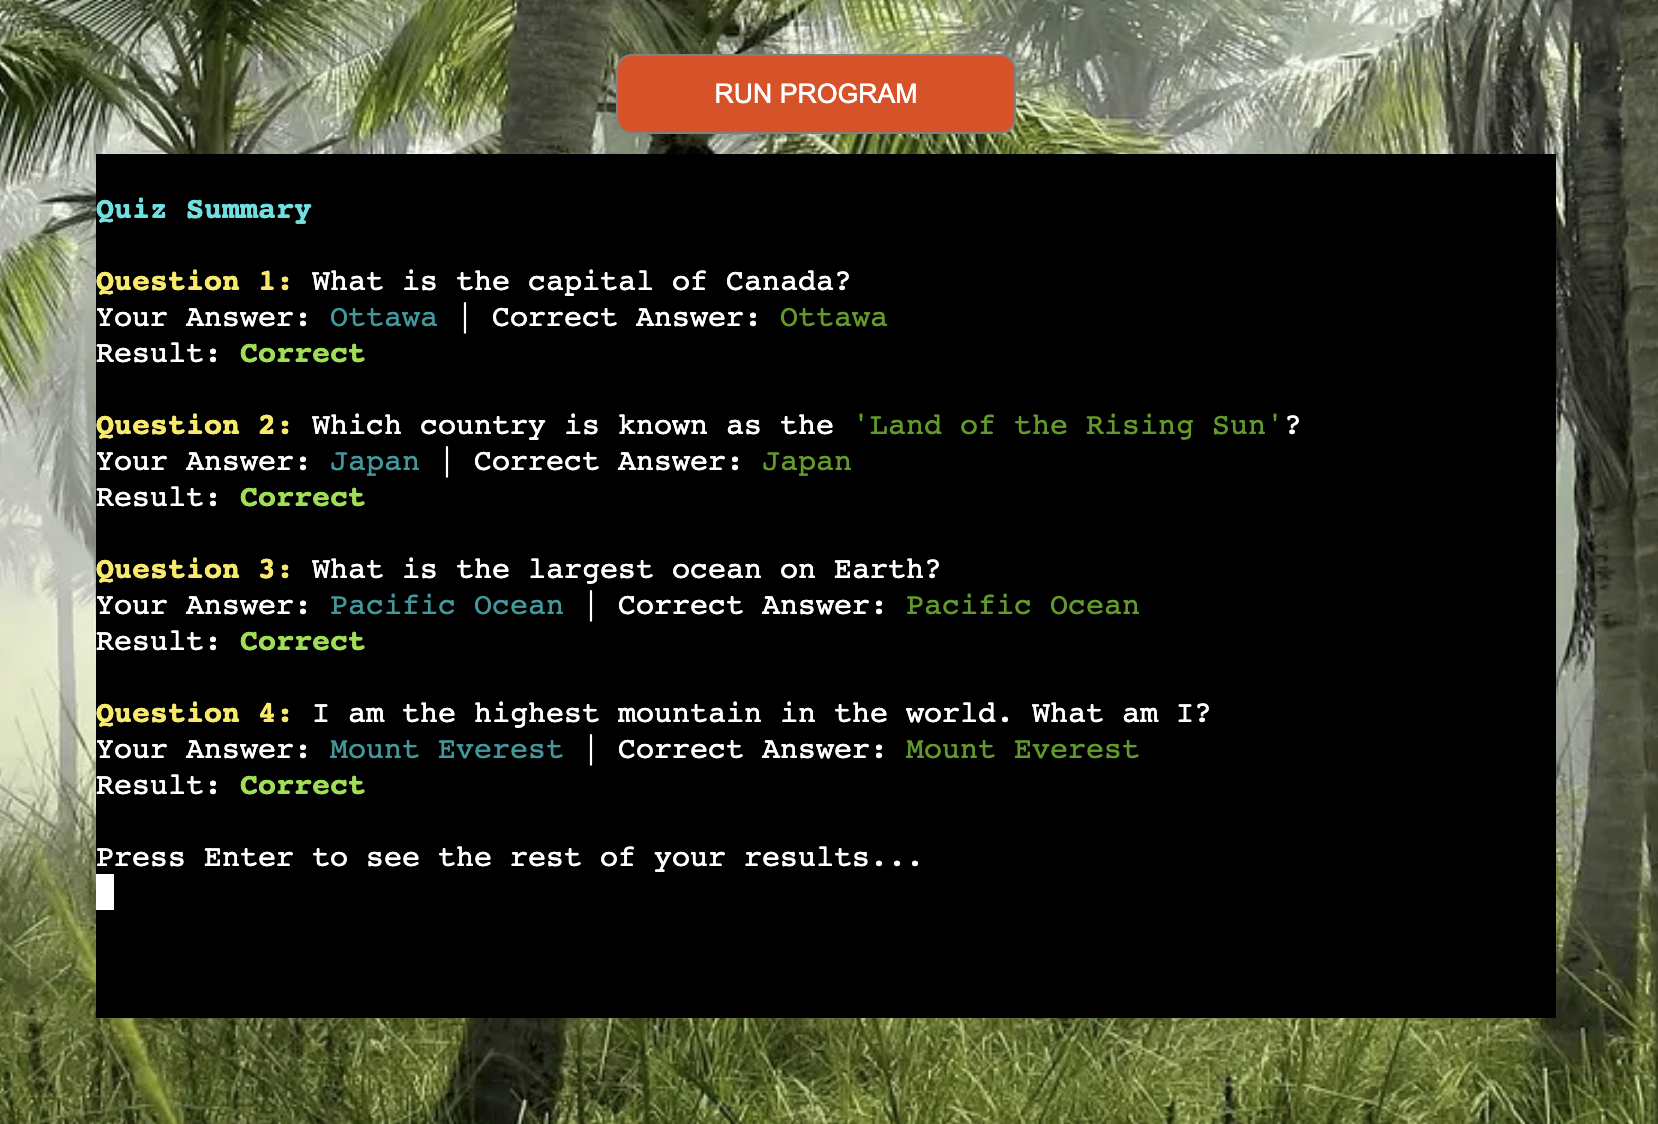 RUN PROGRAM
Quiz Summary
Question 1: What is the capital of Canada?
Your Answer: Ottawa | Correct Answer: Ottawa
Result: Correct
Question 2: Which country is known as the 'Land of the Rising Sun'?
Your Answer: Japan | Correct Answer: Japan
Result: Correct
Question 3: What is the largest ocean on Earth?
Your Answer: Pacific Ocean | Correct Answer: Pacific Ocean
Result: Correct
Question 4: I am the highest mountain in the world. What am I?
Your Answer: Mount Everest | Correct Answer: Mount Everest
Result: Correct
Press Enter to see the rest of your results...